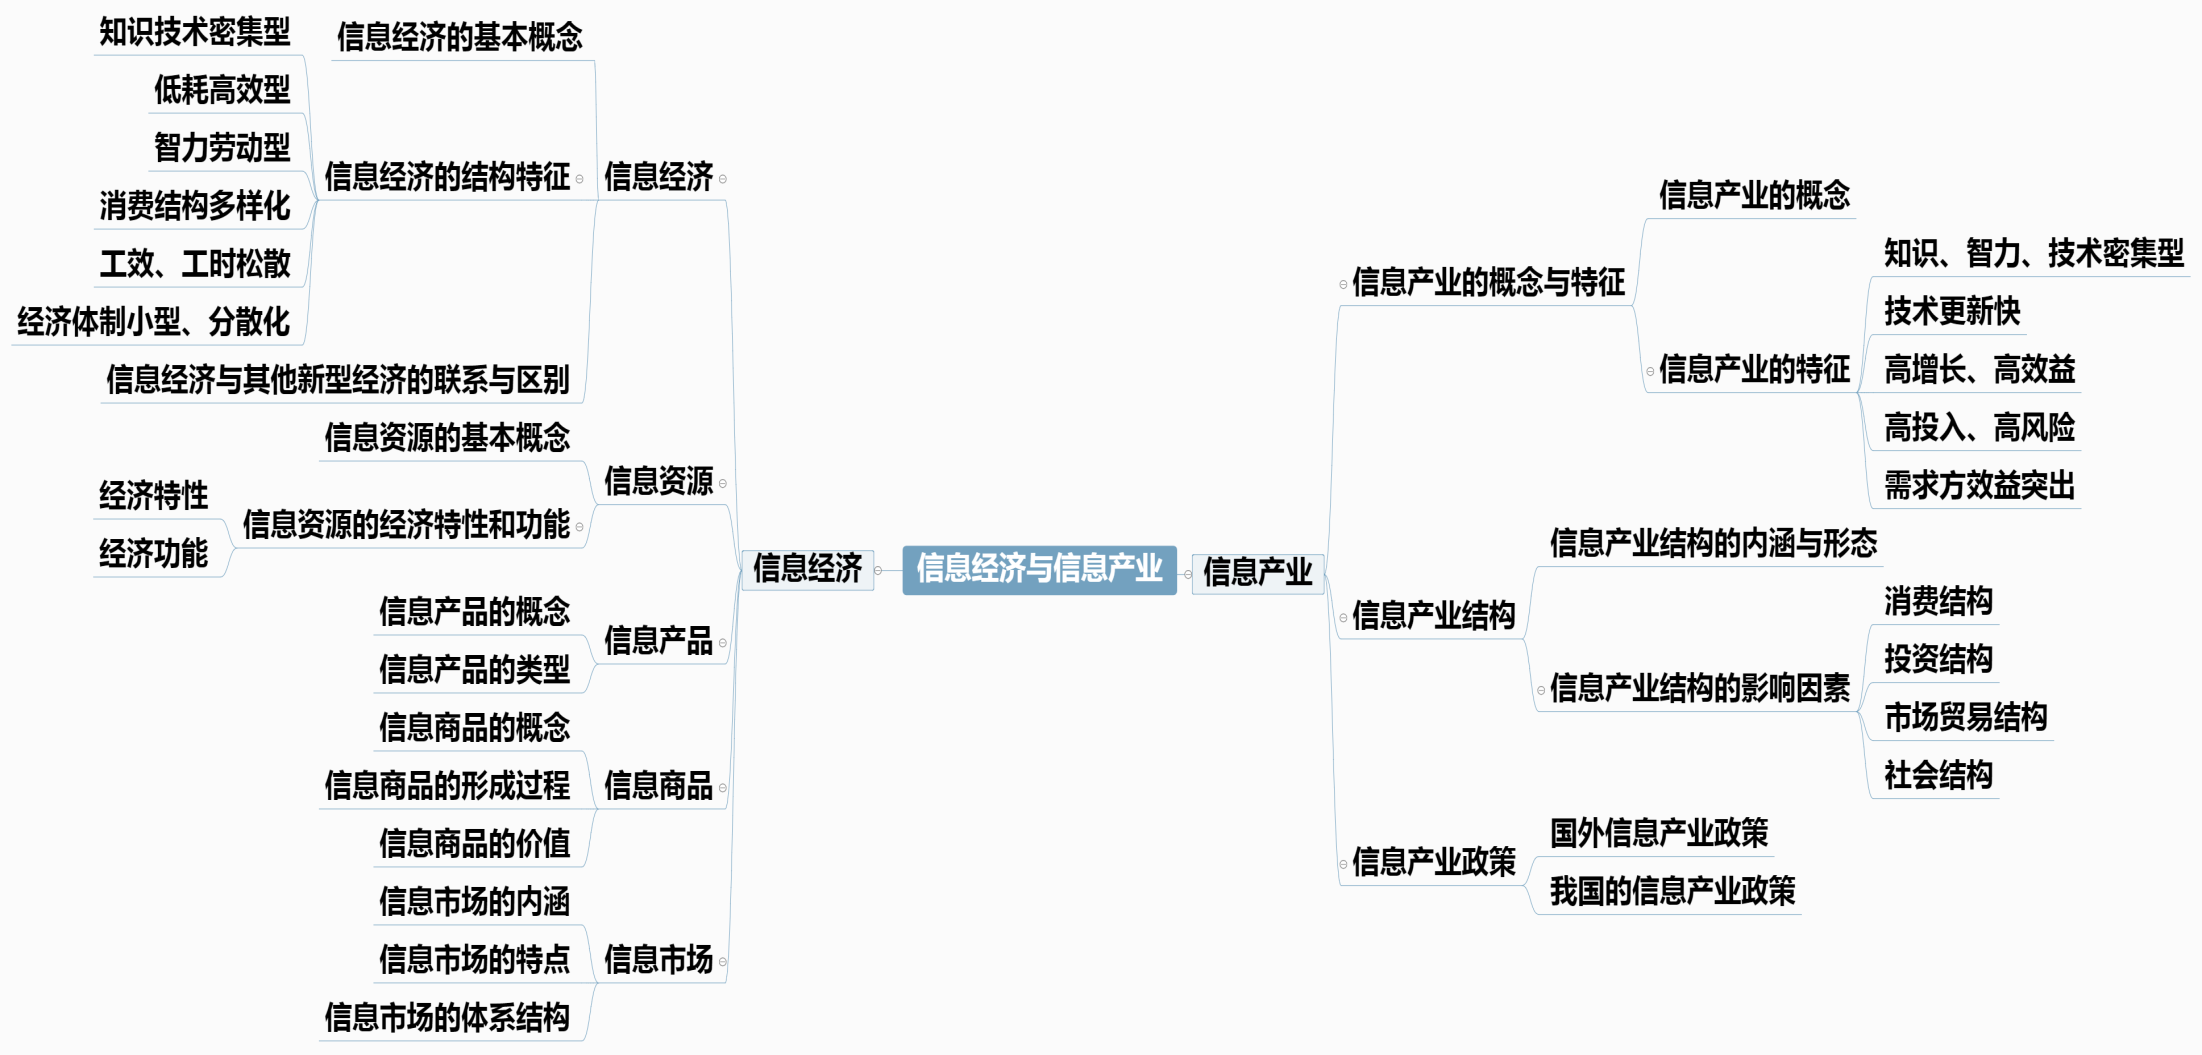 信息经济与信息产业
信息经济
信息经济
信息经济的基本概念
信息经济的结构特征
知识技术密集型
低耗高效型
智力劳动型
消费结构多样化
工效、工时松散
经济体制小型、分散化
信息经济与其他新型经济的联系与区别
信息资源
信息资源的基本概念
信息资源的经济特性和功能
经济特性
经济功能
信息产品
信息产品的概念
信息产品的类型
信息商品
信息商品的概念
信息商品的形成过程
信息商品的价值
信息市场
信息市场的内涵
信息市场的特点
信息市场的体系结构
信息产业
信息产业的概念与特征
信息产业的概念
信息产业的特征
知识、智力、技术密集型
技术更新快
高增长、高效益
高投入、高风险
需求方效益突出
信息产业结构
信息产业结构的内涵与形态
信息产业结构的影响因素
消费结构
投资结构
市场贸易结构
社会结构
信息产业政策
国外信息产业政策
我国的信息产业政策